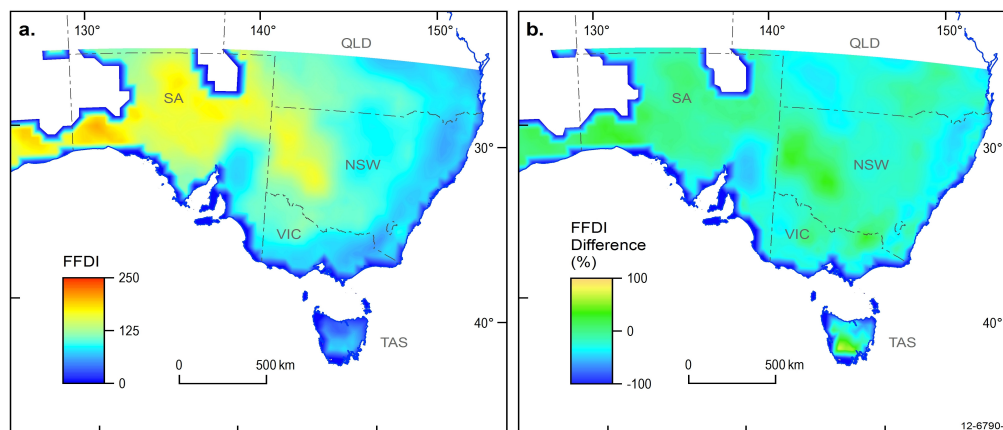 a.
130°
140°
150°
QLD
SA
30°
NSW
VIC
FFDI
250
125
0
40°
TAS
0
500 km
b.
130°
140°
150°
QLD
SA
30°
NSW
FFDI
Difference
(%)
VIC
100
0
-100
40°
TAS
0
500 km
12-6790-